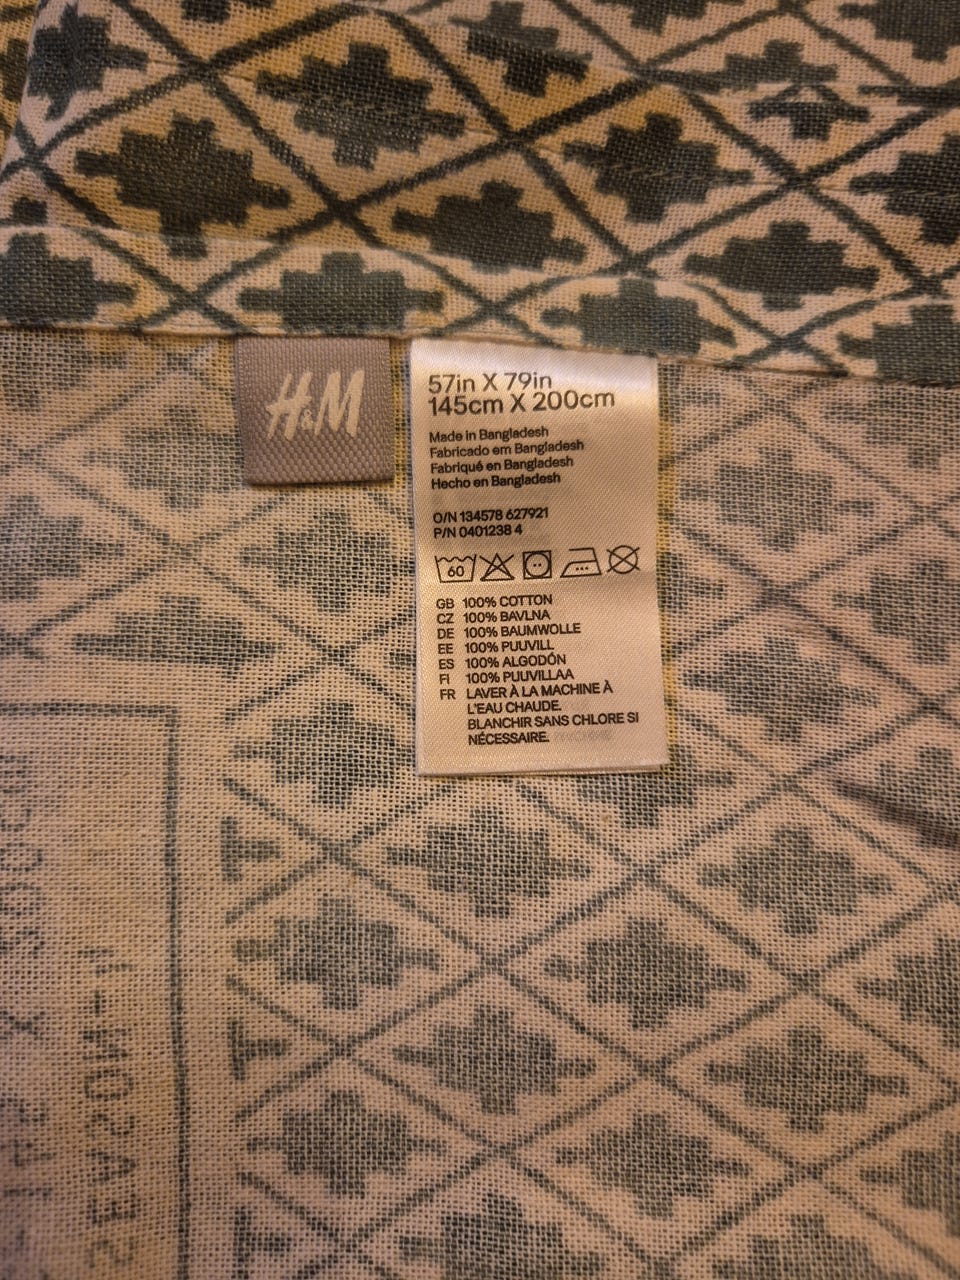 H&M
57in X 79in
145cm X 200cm
Made in Bangladesh
Fabricado em Bangladesh
Fabriqué en Bangladesh
Hecho en Bangladesh
O/N 134578 627921
P/N 0401238 4
60
GB 100% COTTON
CZ 100% BAVLNA
DE 100% BAUMWOLLE
EE 100% PUUVILL
ES 100% ALGODÓN
FI 100% PUUVILLAA
FR LAVER À LA MACHINE À
L'EAU CHAUDE.
BLANCHIR SANS CHLORE SI
NÉCESSAIRE.